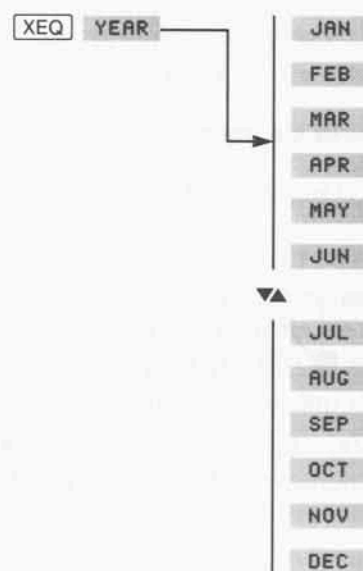 XEQ YEAR
JAN
FEB
MAR
APR
MAY
JUN
▼▲
JUL
AUG
SEP
OCT
NOV
DEC